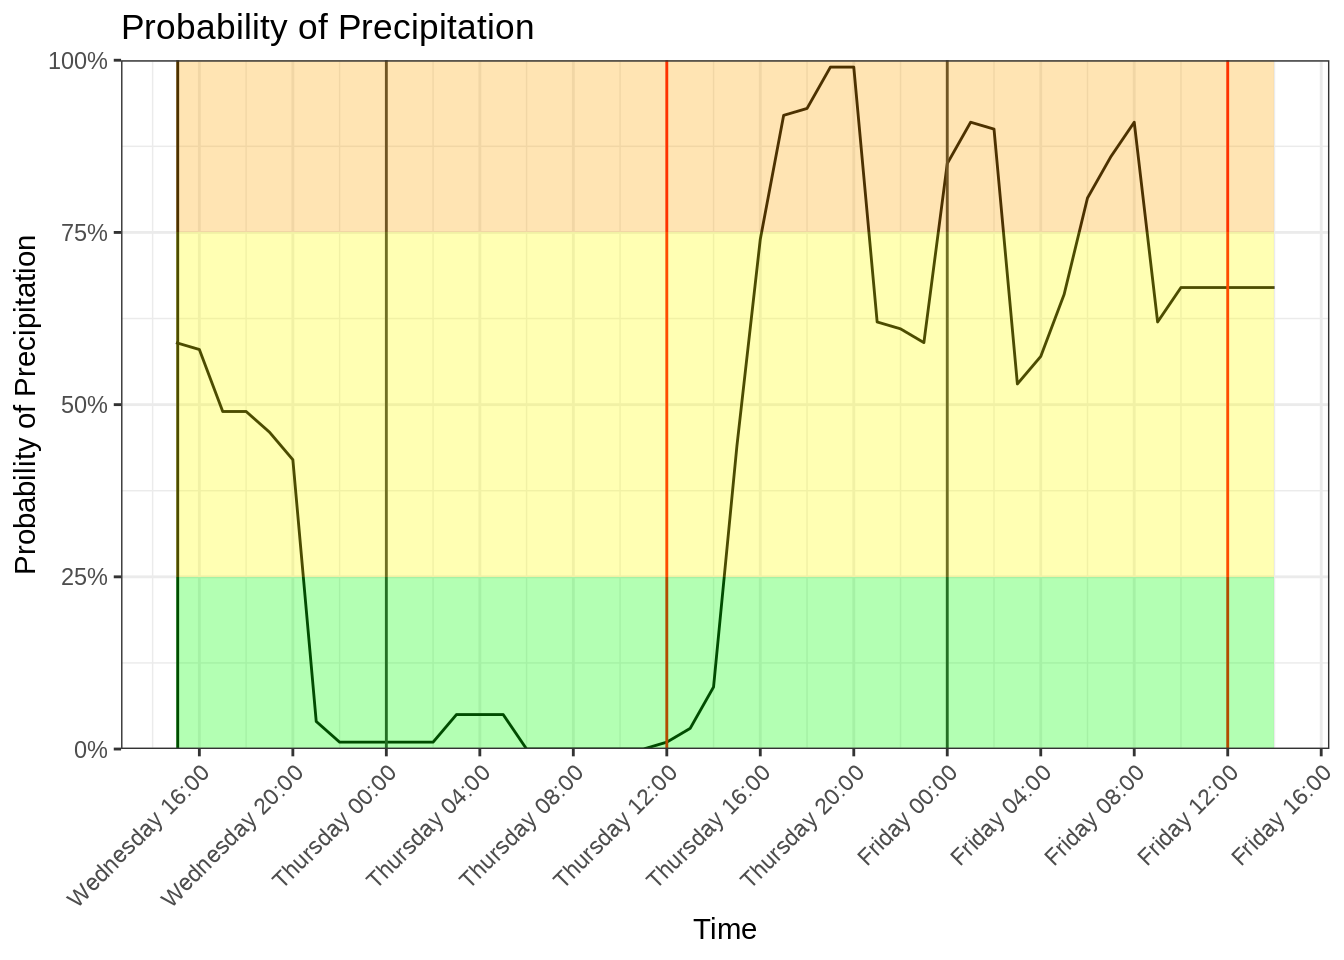 Probability of Precipitation
Probability of Precipitation
100%
75%
50%
25%
0%
Wednesday 16:00
Wednesday 20:00
Thursday 00:00
Thursday 04:00
Thursday 08:00
Thursday 12:00
Thursday 16:00
Thursday 20:00
Friday 00:00
Friday 04:00
Friday 08:00
Friday 12:00
Friday 16:00
Time